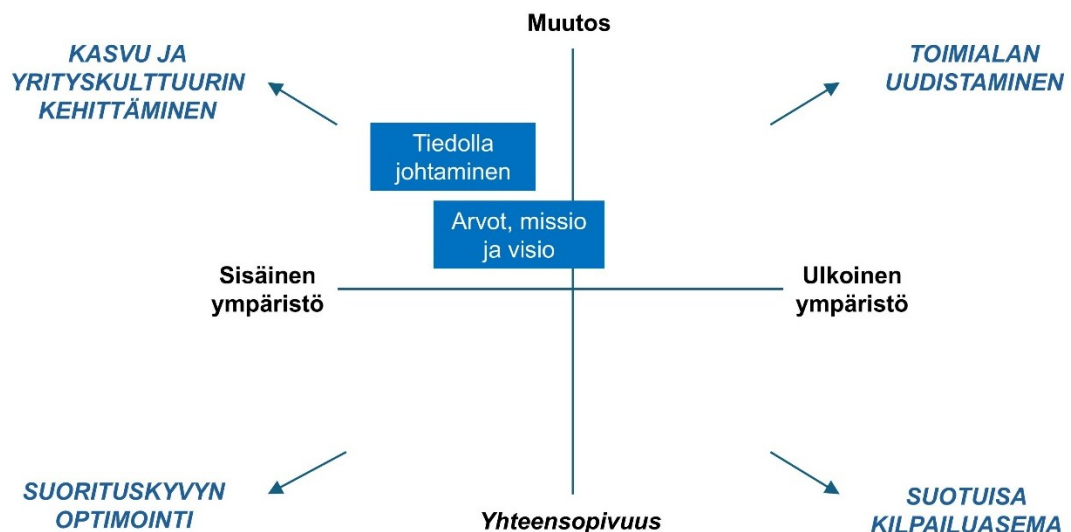 Muutos
KASVU JA
YRITYSKULTTUURIN
KEHITTÄMINEN
TOIMIALAN
UUDISTAMINEN
Tiedolla
johtaminen
Arvot, missio
ja visio
Sisäinen
ympäristö
Ulkoinen
ympäristö
SUORITUSKYVYN
OPTIMOINTI
Yhteensopivuus
SUOTUISA
KILPAILUASEMA